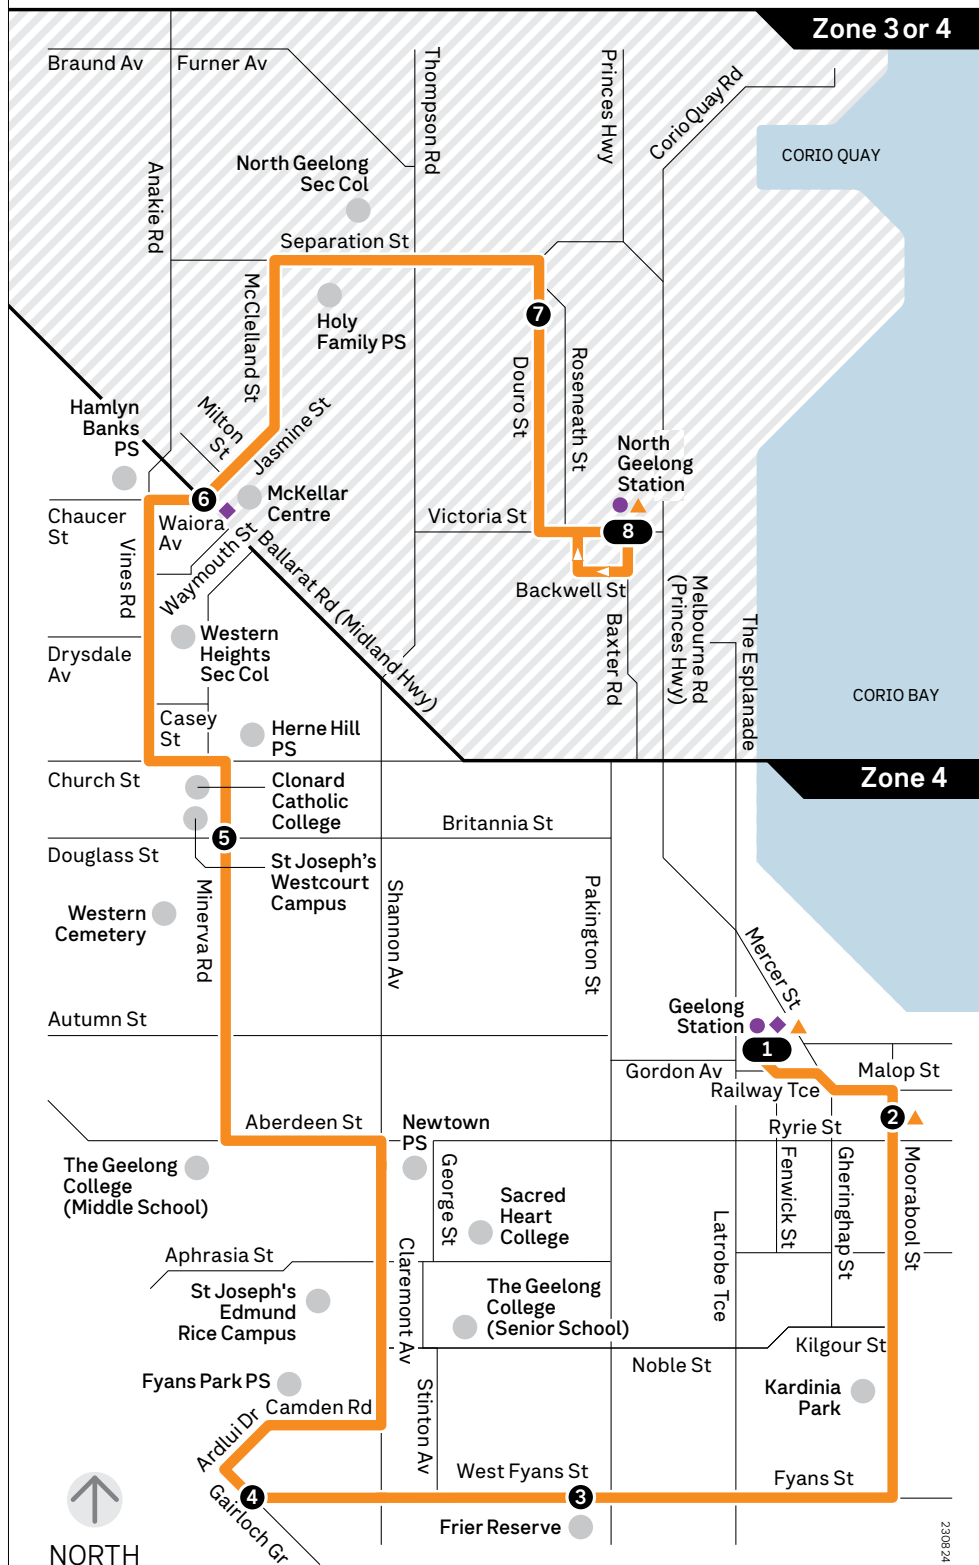 Zone 3 or 4
Braund Av
Furner Av
Thompson Rd
Princes Hwy
Corio Quay Rd
CORIO QUAY
Anakie Rd
North Geelong
Sec Col
Separation St
McClelland St
Holy
Family PS
7
Douro St
Roseneath St
Hamlyn
Banks
PS
Milton
St
Jasmine St
North
Geelong
Station
6
McKellar
Centre
Chaucer
St
Waiora
Av
Victoria St
8
Vines Rd
Waymouth St
Ballarat Rd (Midland Hwy)
Backwell St
Baxter Rd
Melbourne Rd
(Princes Hwy)
The Esplanade
Drysdale
Av
Western
Heights
Sec Col
CORIO BAY
Casey
St
Herne Hill
PS
Church St
Clonard
Catholic
College
Zone 4
5
Britannia St
Douglass St
St Joseph's
Westcourt
Campus
Minerva Rd
Shannon Av
Pakington St
Western
Cemetery
Mercer St
Autumn St
Geelong
Station
1
Gordon Av
Malop St
Railway Tce
2
Aberdeen St
Newtown
PS
Ryrie St
The Geelong
College
(Middle School)
George St
Sacred
Heart
College
Latrobe Tce
Fenwick St
Gheringhap St
Moorabool St
Aphrasia St
Claremont Av
St Joseph's
Edmund
Rice Campus
The Geelong
College
(Senior School)
Kilgour St
Noble St
Fyans Park PS
Stinton Av
Kardinia
Park
Camden Rd
Ardlui Dr
West Fyans St
Fyans St
4
3
Gairloch Gr
Frier Reserve
NORTH
230824